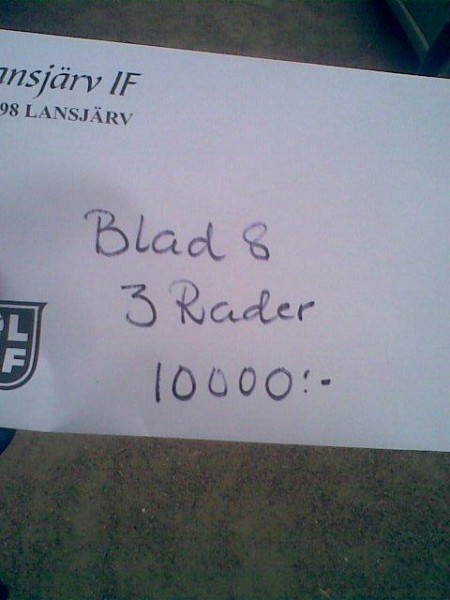 ansjärv IF
98 LANSJÄRV
Blad 8
3 Rader
10000:-
L
F